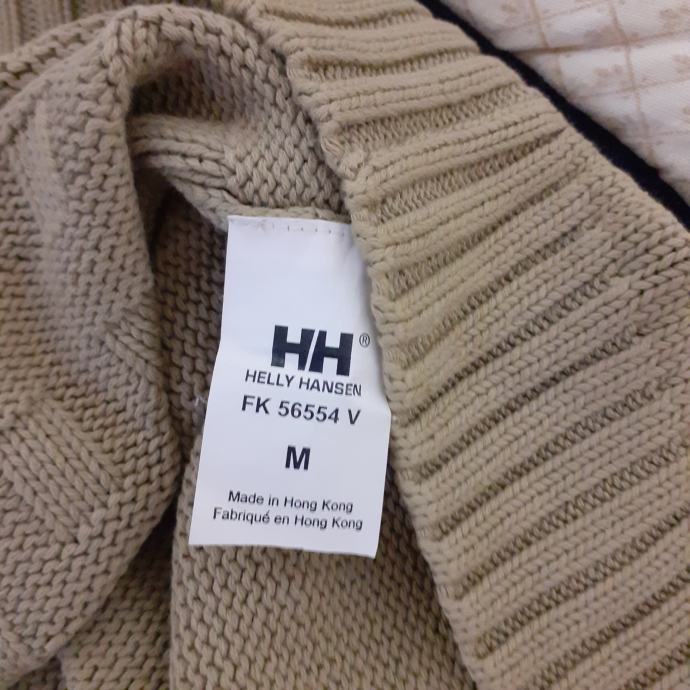 HH®
HELLY HANSEN
FK 56554 V
M
Made in Hong Kong
Fabriqué en Hong Kong